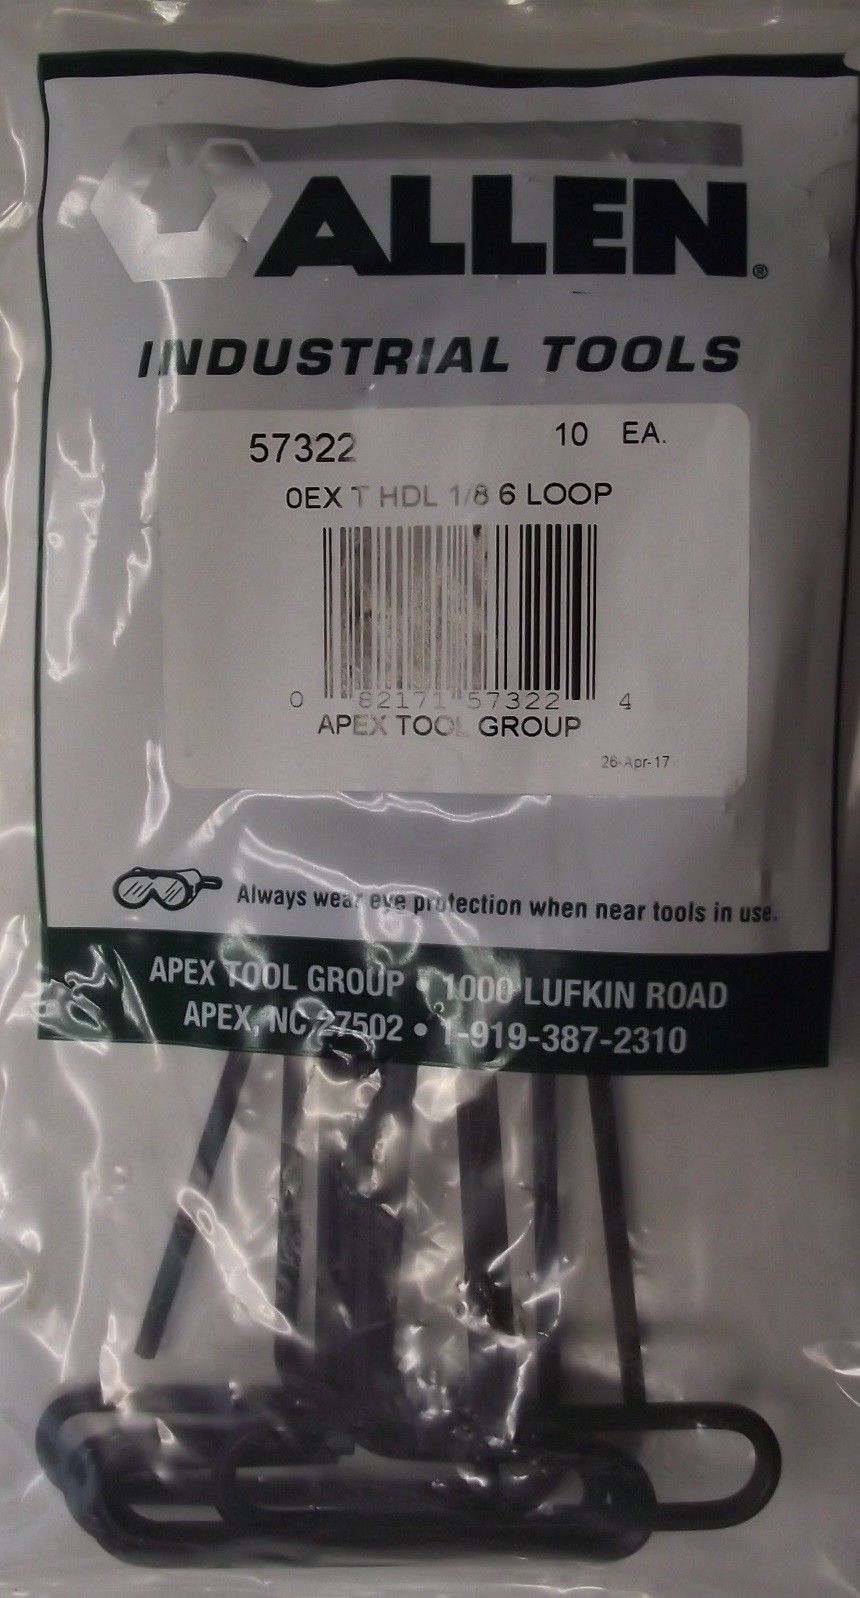 ALLEN®
INDUSTRIAL TOOLS
57322 10 EA.
0EX T HDL 1/8 6 LOOP
0 82171 57322 4
APEX TOOL GROUP
26-Apr-17
Always wear eye protection when near tools in use.
APEX TOOL GROUP • 1000 LUFKIN ROAD
APEX, NC 27502 • 1-919-387-2310